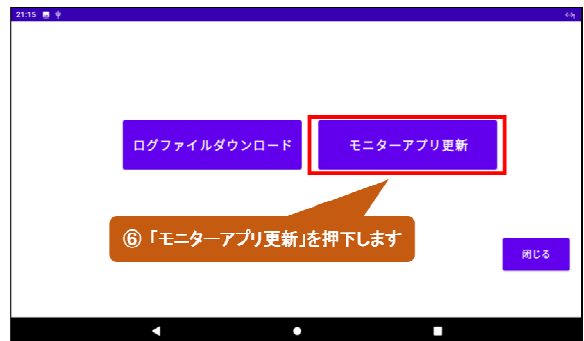 21:15
ログファイルダウンロード
モニターアプリ更新
⑥「モニターアプリ更新」を押下します
閉じる